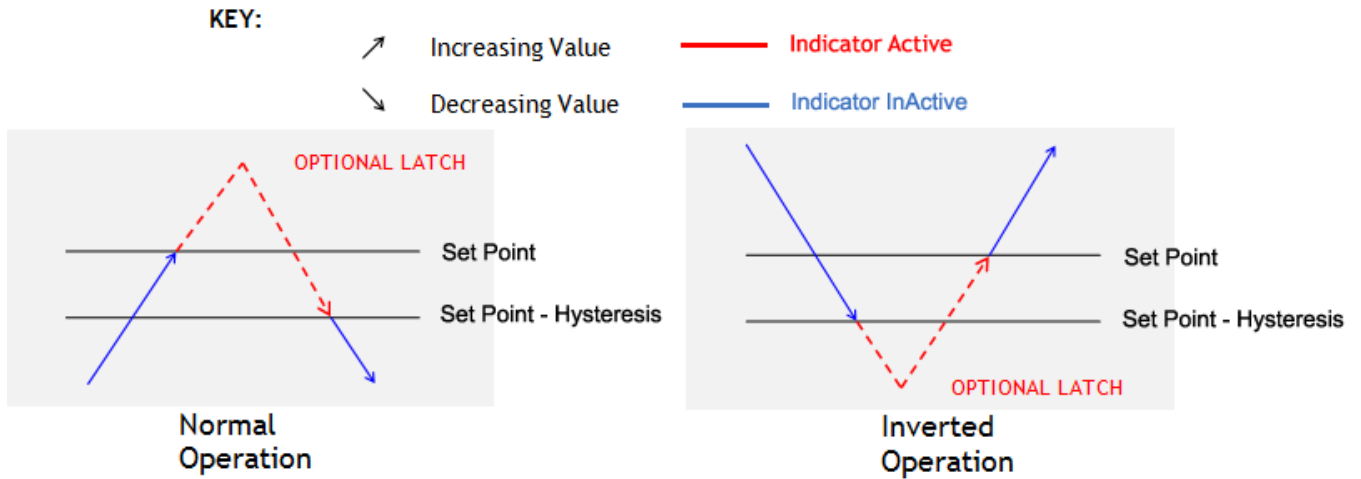 KEY:
Increasing Value
Indicator Active
Decreasing Value
Indicator InActive
OPTIONAL LATCH
Set Point
Set Point - Hysteresis
Normal
Operation
Set Point
Set Point - Hysteresis
OPTIONAL LATCH
Inverted
Operation